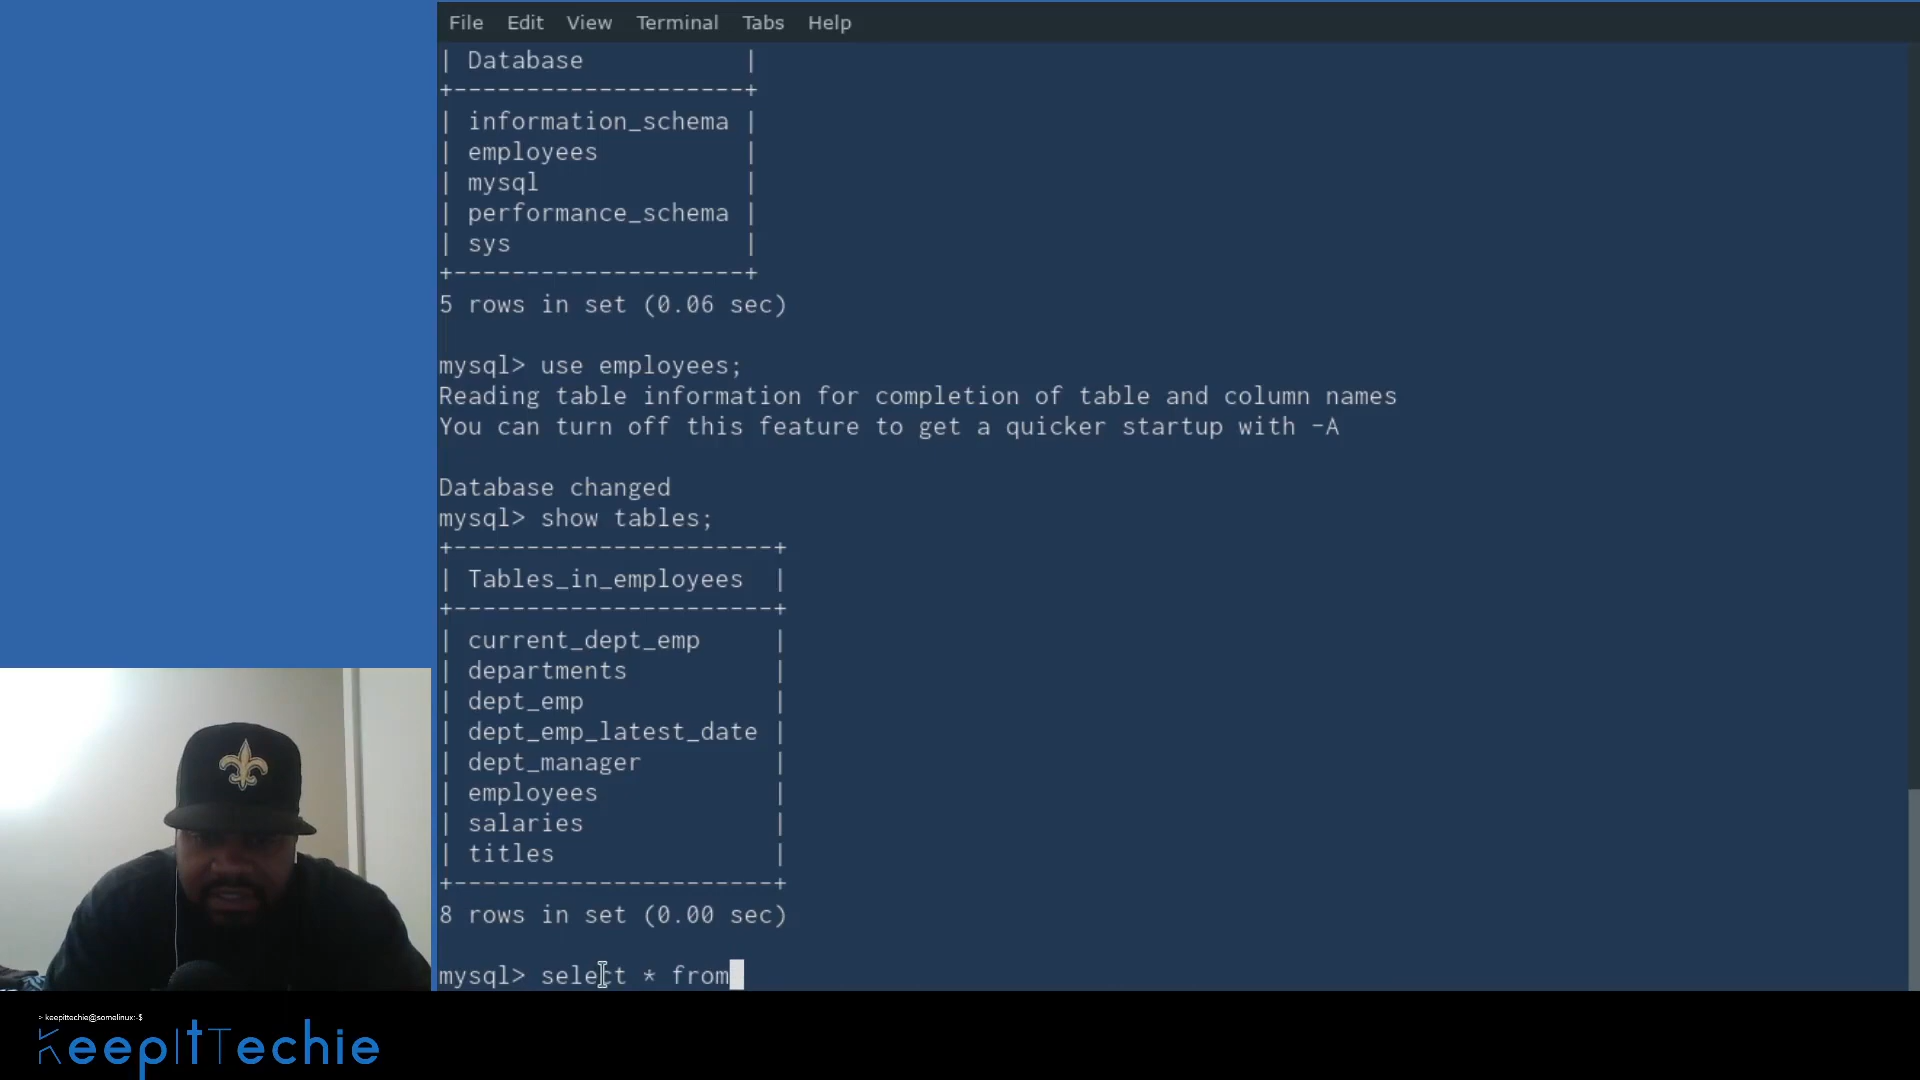 File Edit View Terminal Tabs Help
| Database           |
+--------------------+
| information_schema |
| employees          |
| mysql              |
| performance_schema |
| sys                |
+--------------------+
5 rows in set (0.06 sec)
mysql> use employees;
Reading table information for completion of table and column names
You can turn off this feature to get a quicker startup with -A
Database changed
mysql> show tables;
+----------------------+
| Tables_in_employees  |
+----------------------+
| current_dept_emp     |
| departments          |
| dept_emp             |
| dept_emp_latest_date |
| dept_manager         |
| employees            |
| salaries             |
| titles               |
+----------------------+
8 rows in set (0.00 sec)
mysql> select * from
> keepittechie@somelinux:~$
KeepItTechie